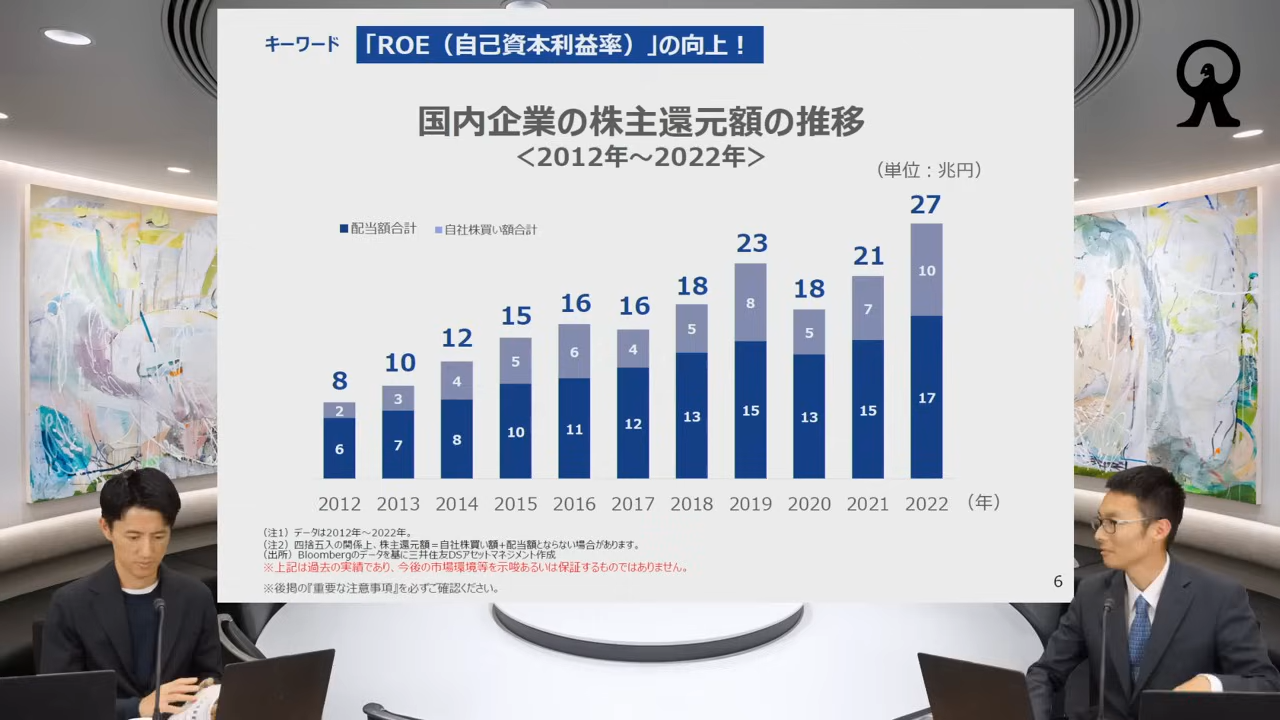 キーワード 「ROE（自己資本利益率）」の向上！
国内企業の株主還元額の推移
＜2012年～2022年＞
（単位：兆円）
■配当額合計 ■自社株買い額合計
8 10 12 15 16 16 18 23 18 21 27
2 3 4 5 6 4 5 8 5 7 10
6 7 8 10 11 12 13 15 13 15 17
2012 2013 2014 2015 2016 2017 2018 2019 2020 2021 2022 （年）
（注1）データは2012年～2022年。
（注2）四捨五入の関係上、株主還元額＝自社株買い額+配当額とならない場合があります。
（出所）Bloombergのデータを基に三井住友DSアセットマネジメント作成
※上記は過去の実績であり、今後の市場環境等を示唆あるいは保証するものではありません。
※後掲の『重要な注意事項』を必ずご確認ください。
6